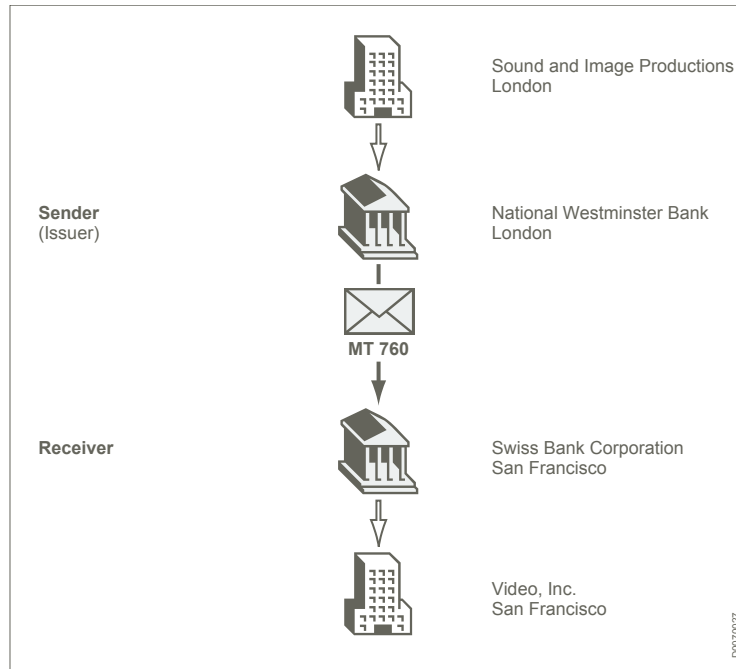 Sound and Image Productions
London
Sender
(Issuer)
National Westminster Bank
London
MT 760
Receiver
Swiss Bank Corporation
San Francisco
Video, Inc.
San Francisco
D0070027